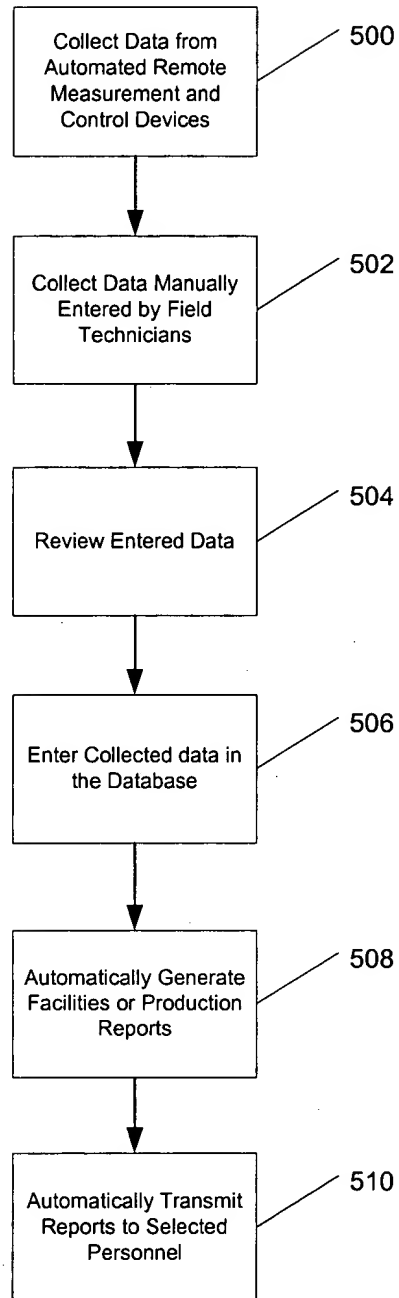 Collect Data from
Automated Remote
Measurement and
Control Devices
500
Collect Data Manually
Entered by Field
Technicians
502
Review Entered Data
504
Enter Collected data in
the Database
506
Automatically Generate
Facilities or Production
Reports
508
Automatically Transmit
Reports to Selected
Personnel
510